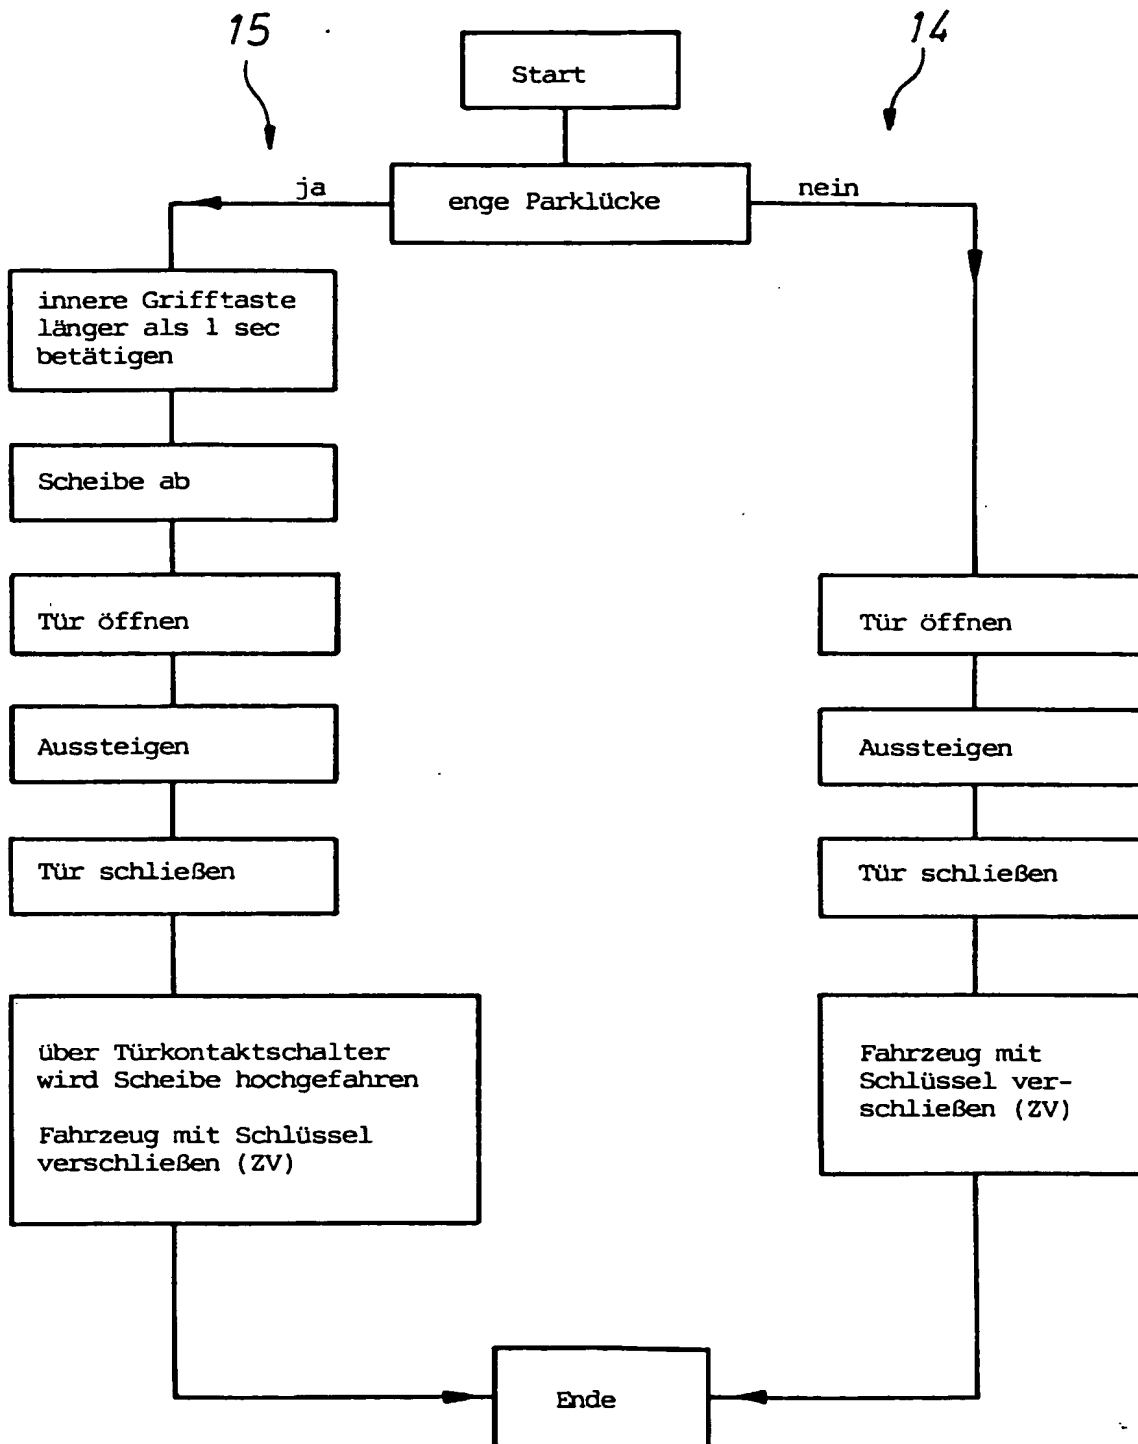 15
14
Start
ja
enge Parklücke
nein
innere Grifftaste
länger als 1 sec
betätigen
Scheibe ab
Tür öffnen
Aussteigen
Tür schließen
über Türkontaktschalter
wird Scheibe hochgefahren
Fahrzeug mit Schlüssel
verschließen (ZV)
Tür öffnen
Aussteigen
Tür schließen
Fahrzeug mit
Schlüssel ver-
schließen (ZV)
Ende